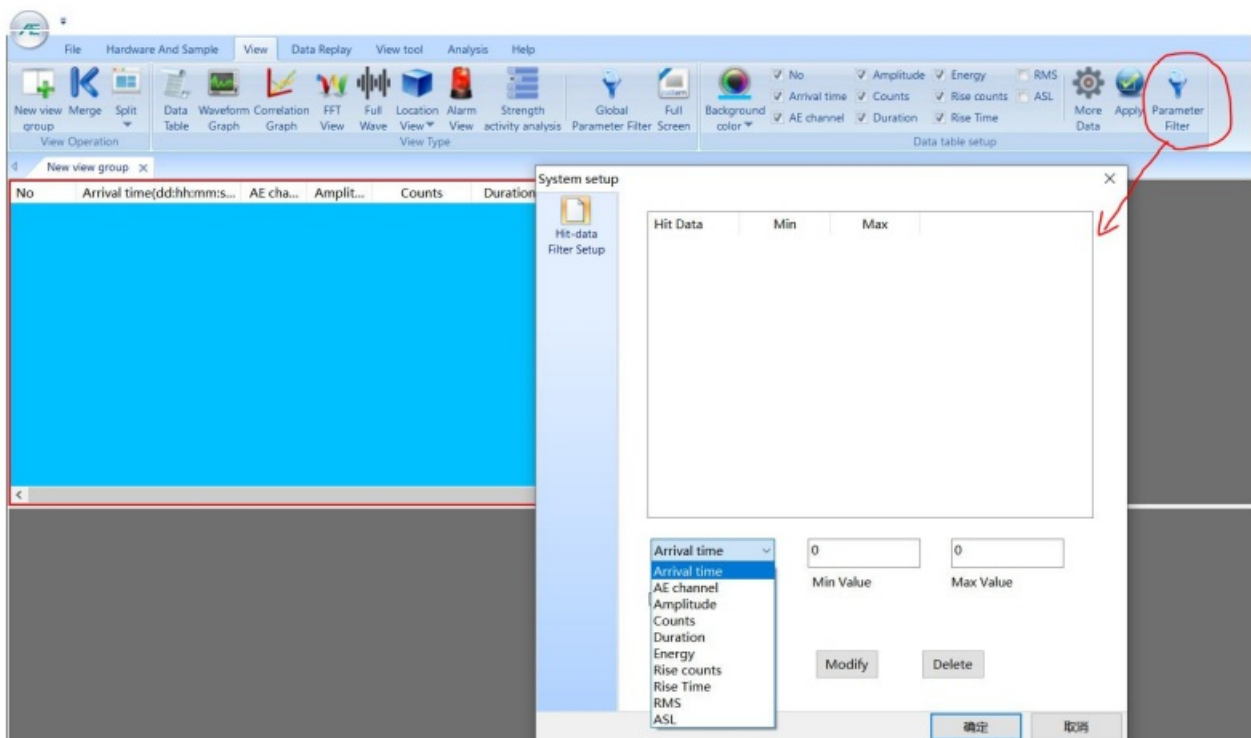 File Hardware And Sample View Data Replay View tool Analysis Help
New view group
Merge
Split
View Operation
Data Table
Waveform Graph
Correlation Graph
FFT View
Full Wave
Location View
Alarm View
Strength activity analysis
Global Parameter Filter
Full Screen
View Type
Background color
No
Arrival time
AE channel
Amplitude
Counts
Duration
Energy
Rise counts
Rise Time
RMS
ASL
More Data
Apply
Parameter Filter
Data table setup
New view group
No Arrival time(dd:hh:mm:s... AE cha... Amplit... Counts Duration
System setup
Hit-data
Filter Setup
Hit Data Min Max
Arrival time 0 0
Min Value Max Value
Arrival time
AE channel
Amplitude
Counts
Duration
Energy
Rise counts
Rise Time
RMS
ASL
Modify Delete
确定 取消